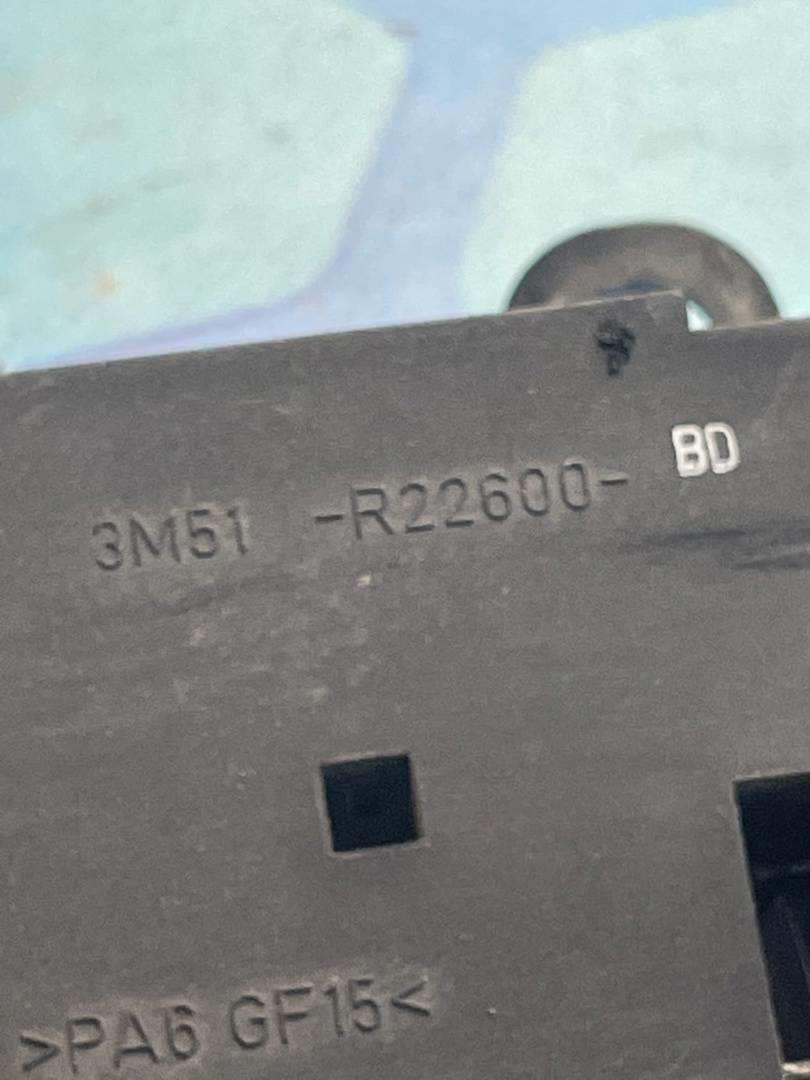 3M51 -R22600- BD
>PA6 GF15<